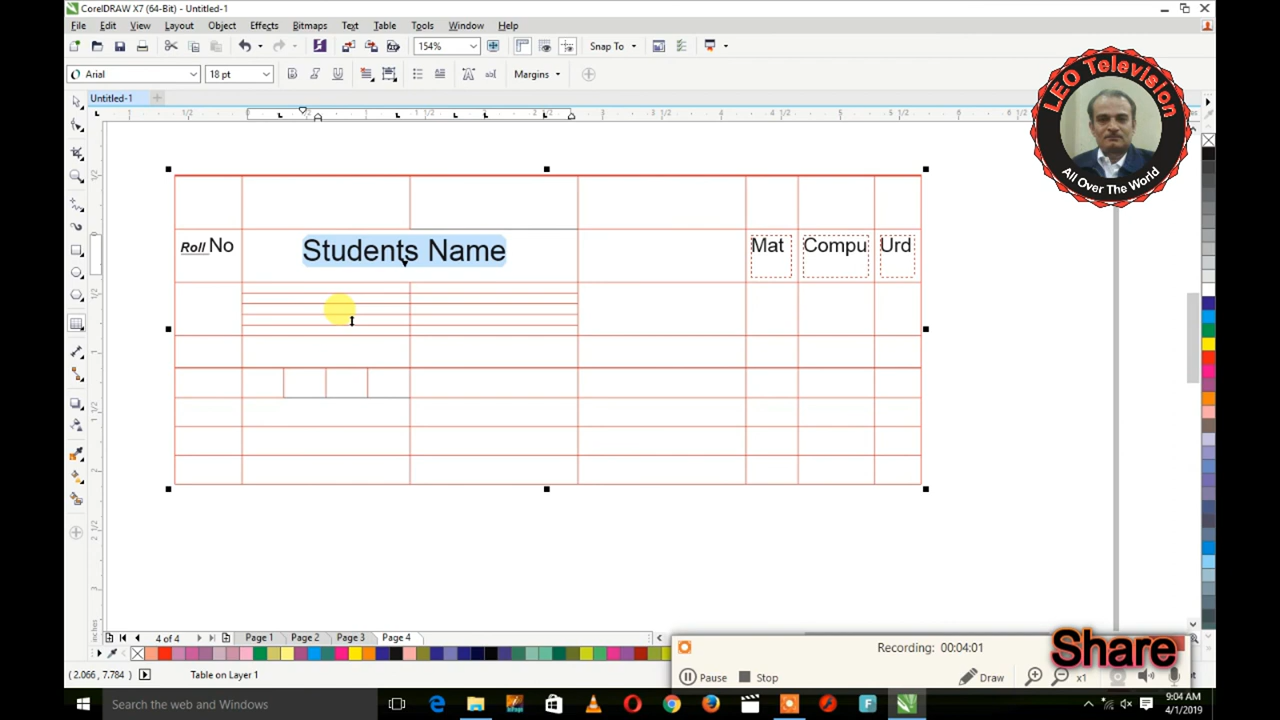 CorelDRAW X7 (64-Bit) - Untitled-1
File Edit View Layout Object Effects Bitmaps Text Table Tools Window Help
154% Snap To
Arial 18 pt Margins
Untitled-1
LEO Television
All Over The World
Roll No Students Name Mat Compu Urd
4 of 4 Page 1 Page 2 Page 3 Page 4
Recording: 00:04:01
Share
Pause Stop Draw x1
( 2.066, 7.784 ) Table on Layer 1
Search the web and Windows
9:04 AM
4/1/2019